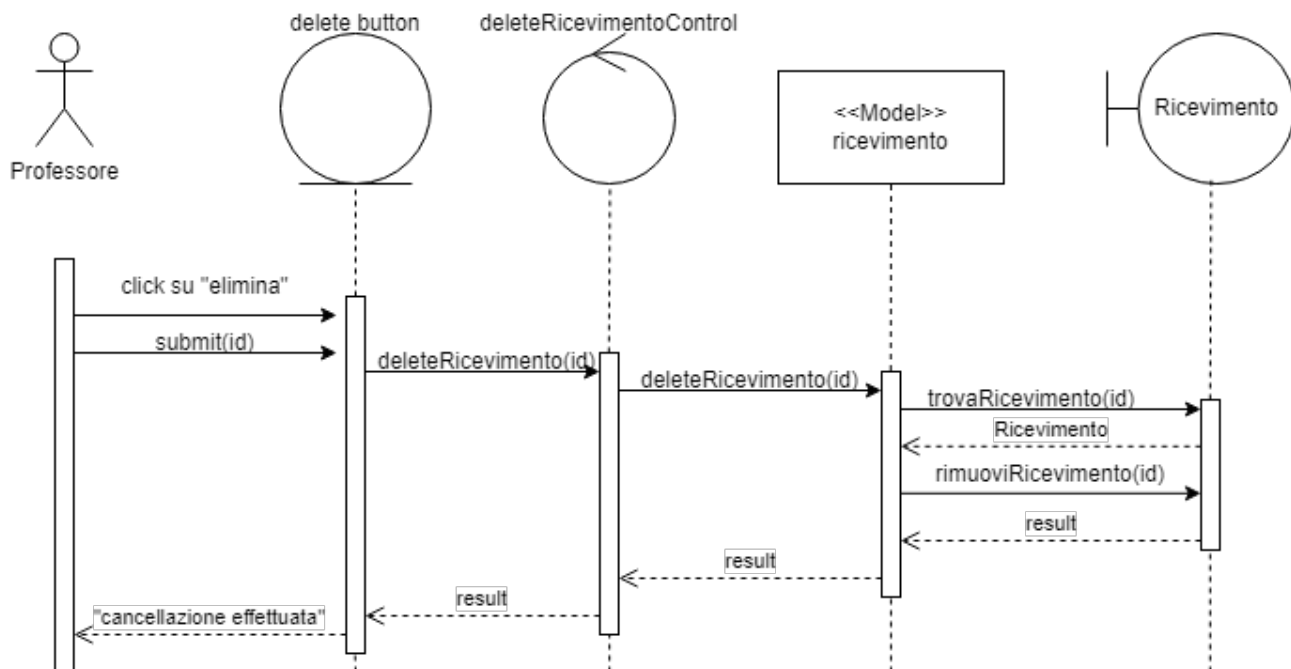 delete button
deleteRicevimentoControl
Professore
<<Model>>
ricevimento
Ricevimento
click su "elimina"
submit(id)
deleteRicevimento(id)
deleteRicevimento(id)
trovaRicevimento(id)
Ricevimento
rimuoviRicevimento(id)
result
result
result
"cancellazione effettuata"